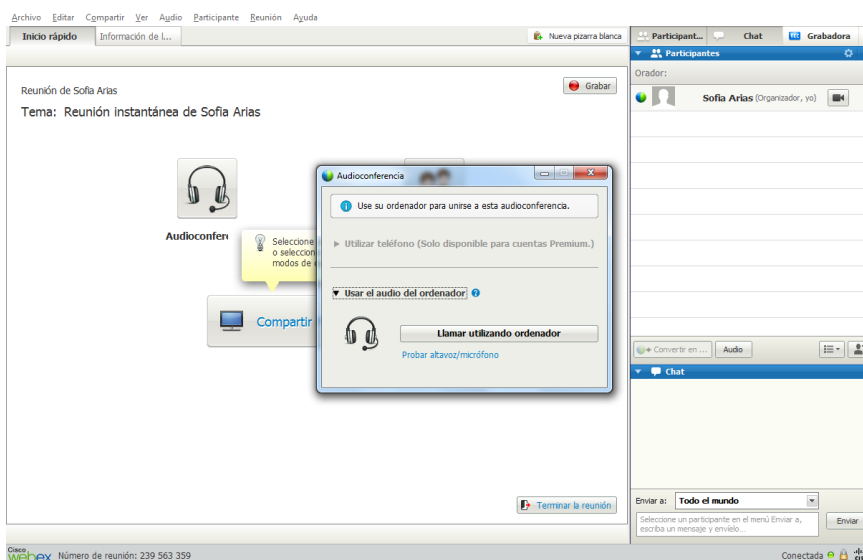 Archivo Editar Compartir Ver Audio Participante Reunión Ayuda
Inicio rápido Información de l... Nueva pizarra blanca
Participant... Chat Grabadora
Participantes
Orador:
Reunión de Sofia Arias
Grabar
Sofia Arias (Organizador, yo)
Tema: Reunión instantánea de Sofia Arias
Audioconferencia
Use su ordenador para unirse a esta audioconferencia.
Utilizar teléfono (Solo disponible para cuentas Premium.)
Usar el audio del ordenador
Llamar utilizando ordenador
Probar altavoz/micrófono
Audioconferen
Seleccione
o seleccion
modos de
Compartir
Convertir en ... Audio
Chat
Terminar la reunión
Enviar a: Todo el mundo
Seleccione un participante en el menú Enviar a,
escriba un mensaje y envíelo...
Enviar
Cisco
webex Número de reunión: 239 563 359
Conectada